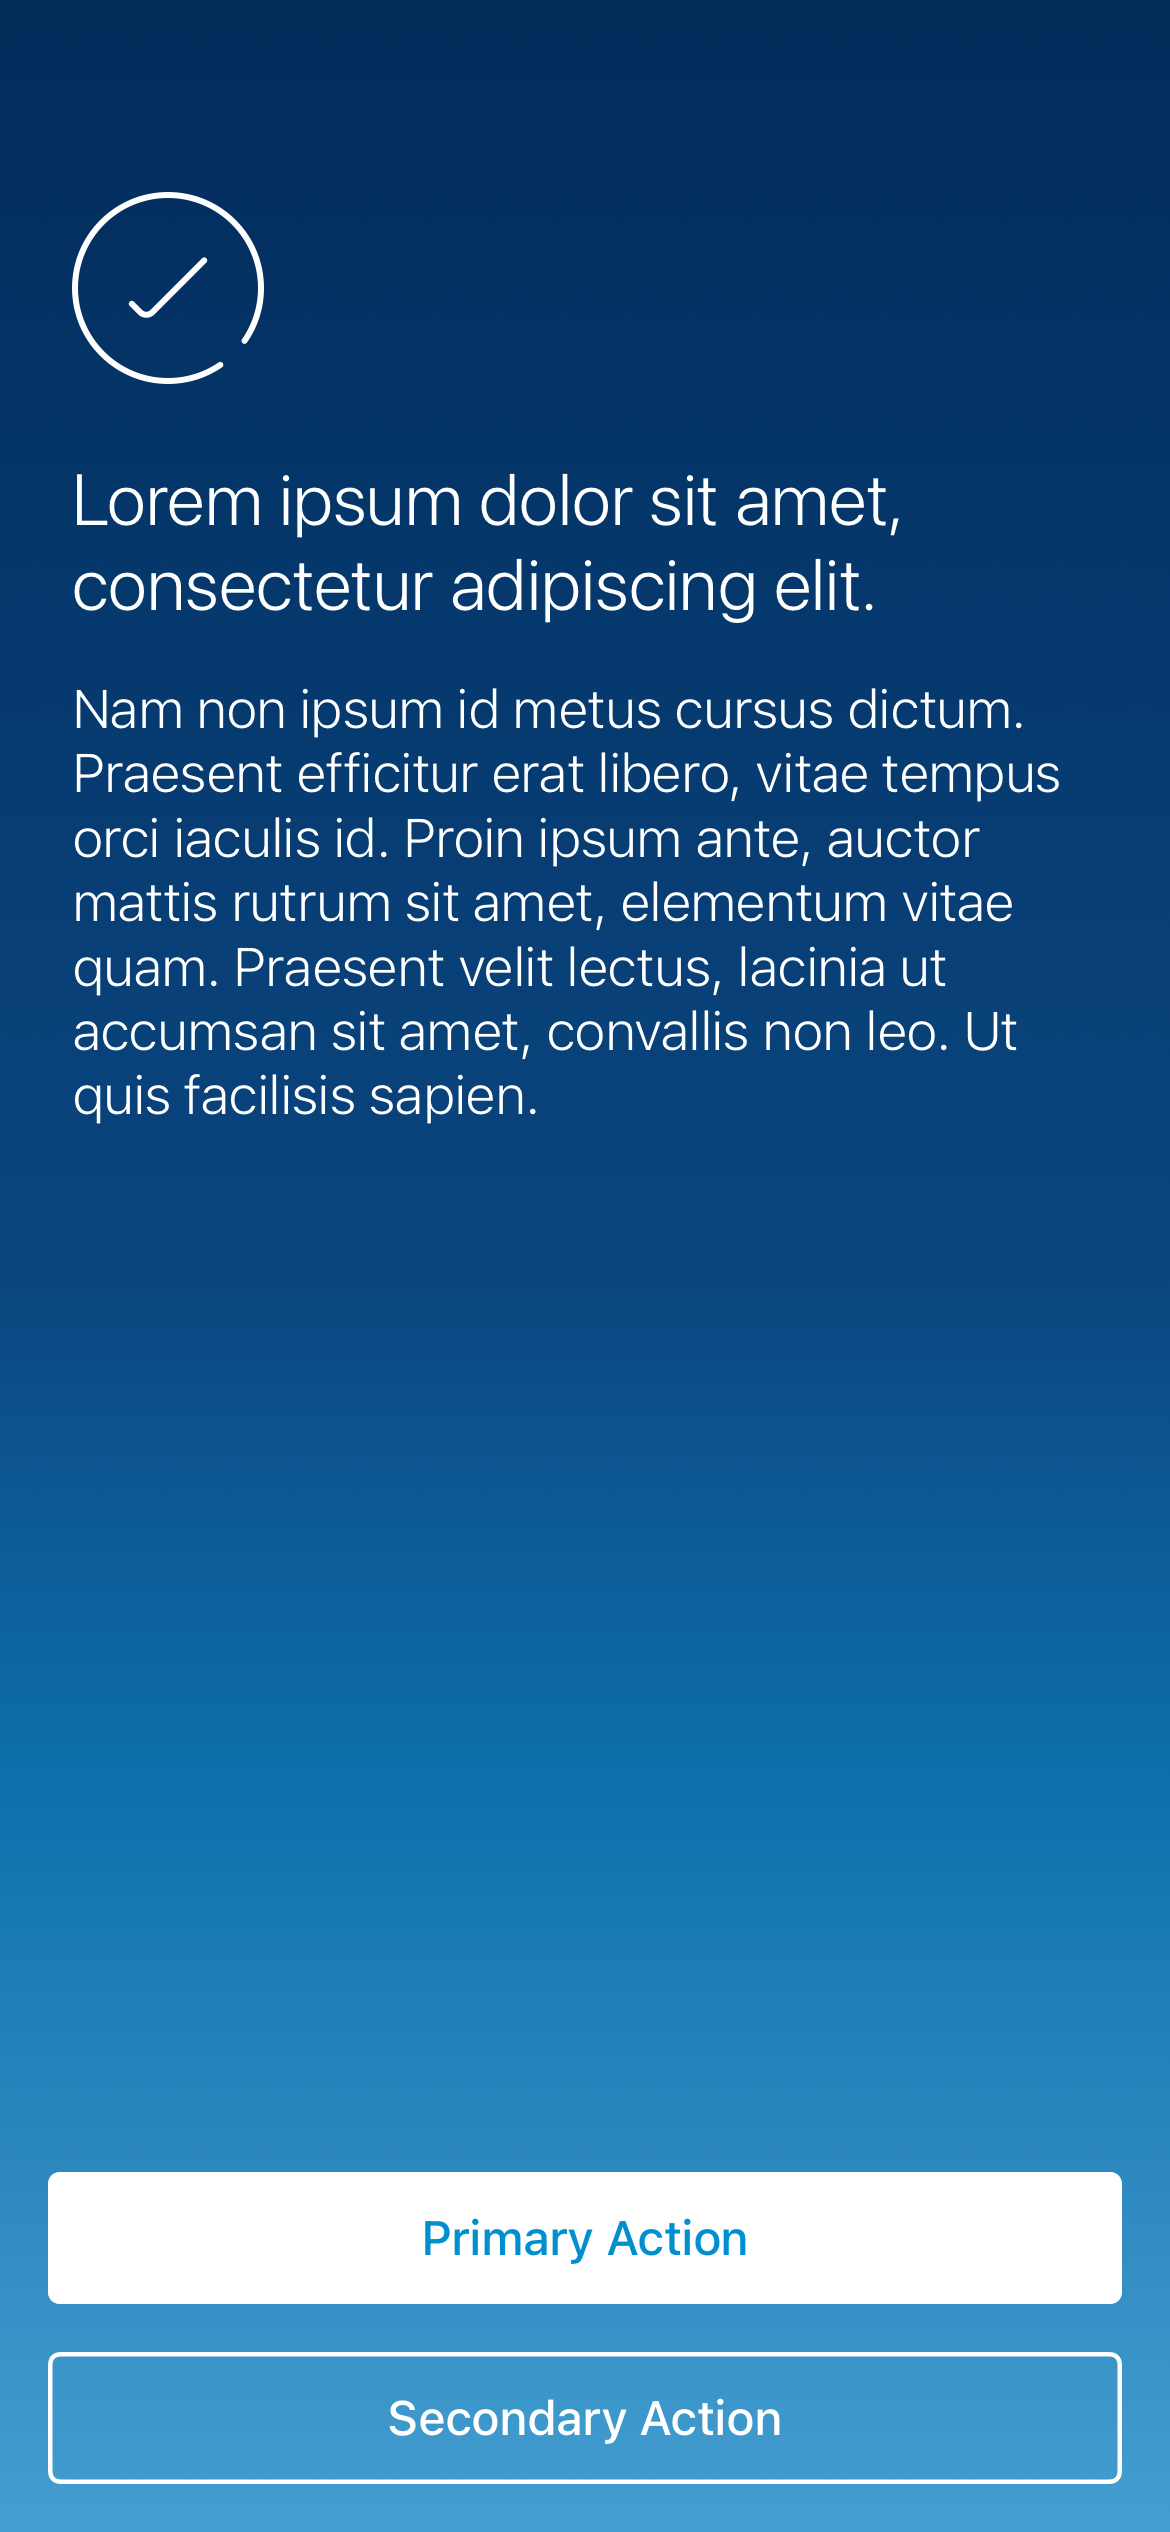 Lorem ipsum dolor sit amet,
consectetur adipiscing elit.
Nam non ipsum id metus cursus dictum.
Praesent efficitur erat libero, vitae tempus
orci iaculis id. Proin ipsum ante, auctor
mattis rutrum sit amet, elementum vitae
quam. Praesent velit lectus, lacinia ut
accumsan sit amet, convallis non leo. Ut
quis facilisis sapien.
Primary Action
Secondary Action